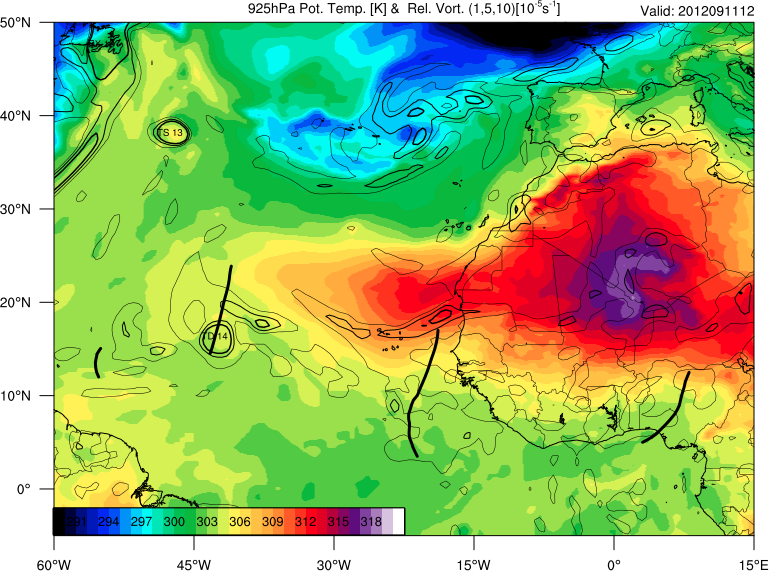 925hPa Pot. Temp. [K] & Rel. Vort. (1,5,10)[10⁻⁵s⁻¹]
Valid: 2012091112
50°N
40°N
TS 13
30°N
20°N
14
10°N
0°
291 294 297 300 303 306 309 312 315 318
60°W 45°W 30°W 15°W 0° 15°E